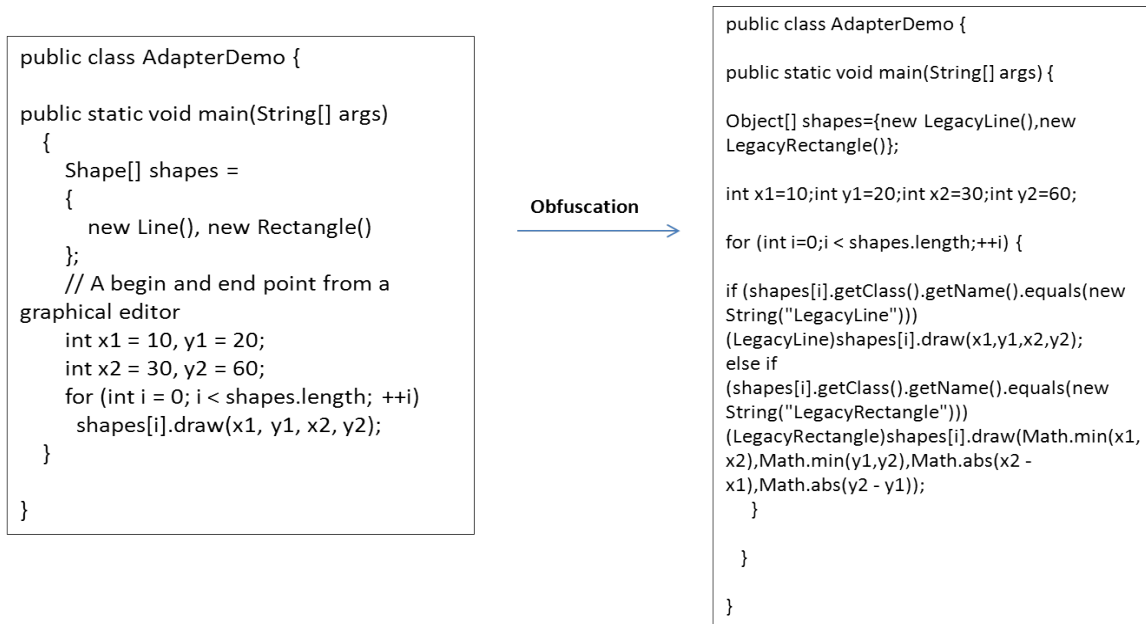 public class AdapterDemo {
public static void main(String[] args)
{
Shape[] shapes =
{
new Line(), new Rectangle()
};
// A begin and end point from a
graphical editor
int x1 = 10, y1 = 20;
int x2 = 30, y2 = 60;
for (int i = 0; i < shapes.length; ++i)
shapes[i].draw(x1, y1, x2, y2);
}
}
Obfuscation
public class AdapterDemo {
public static void main(String[] args) {
Object[] shapes={new LegacyLine(),new
LegacyRectangle()};
int x1=10;int y1=20;int x2=30;int y2=60;
for (int i=0;i < shapes.length;++i) {
if (shapes[i].getClass().getName().equals(new
String("LegacyLine")))
(LegacyLine)shapes[i].draw(x1,y1,x2,y2);
else if
(shapes[i].getClass().getName().equals(new
String("LegacyRectangle")))
(LegacyRectangle)shapes[i].draw(Math.min(x1,
x2),Math.min(y1,y2),Math.abs(x2 -
x1),Math.abs(y2 - y1));
}
}
}